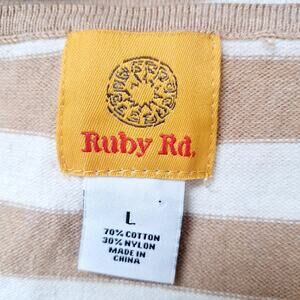 Ruby Rd.
L
70% COTTON
30% NYLON
MADE IN
CHINA